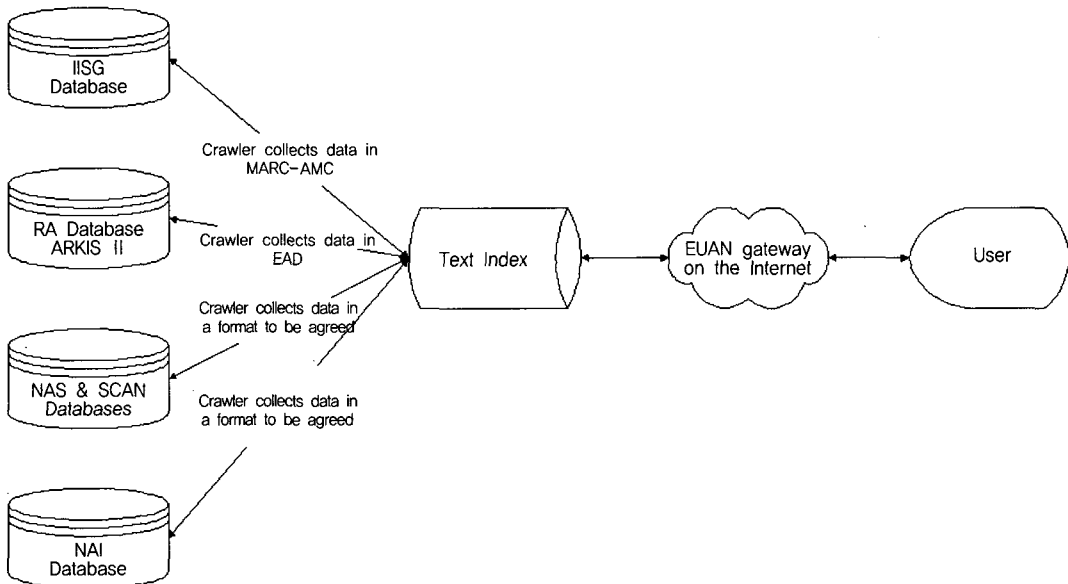 IISG
Database
Crawler collects data in
MARC-AMC
RA Database
ARKIS II
Crawler collects data in
EAD
Text Index
EUAN gateway
on the Internet
User
Crawler collects data in
a format to be agreed
NAS & SCAN
Databases
Crawler collects data in
a format to be agreed
NAI
Database